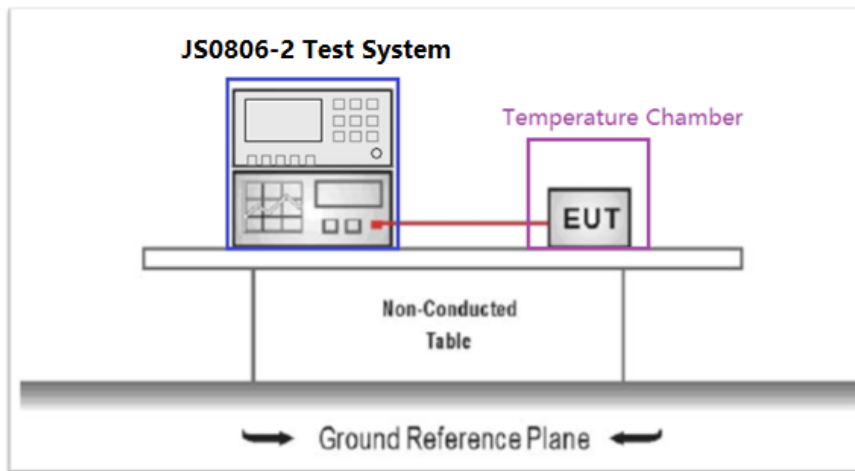 JS0806-2 Test System
Temperature Chamber
EUT
Non-Conducted
Table
Ground Reference Plane